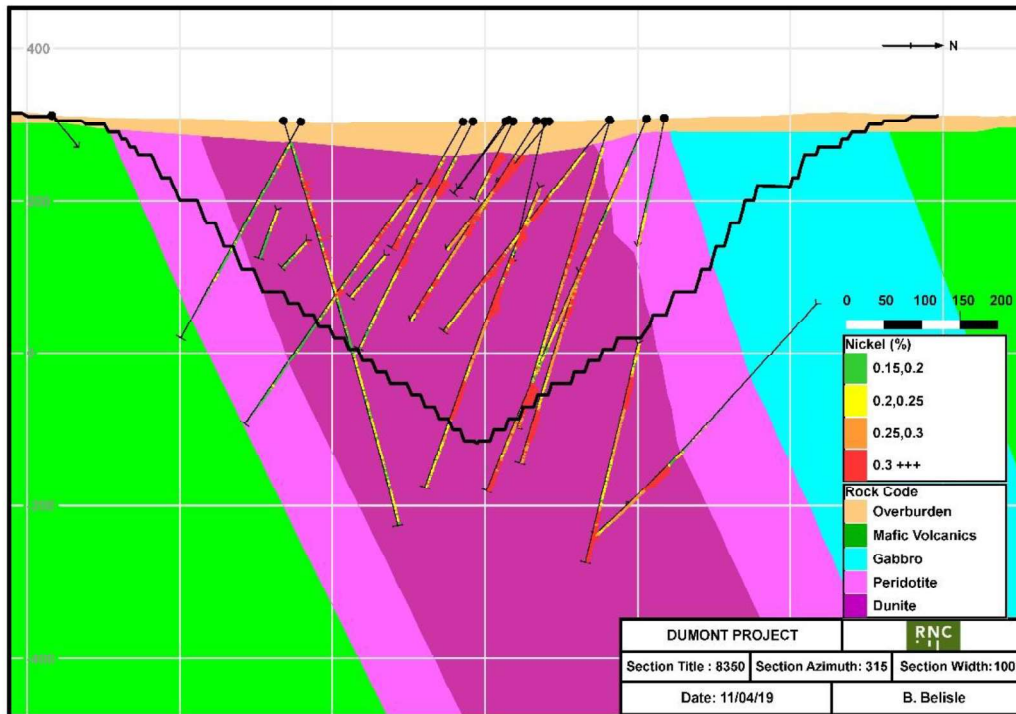 400
N
0
0 50 100 150 200
Nickel (%)
0.15,0.2
0.2,0.25
0.25,0.3
0.3 +++
Rock Code
Overburden
Mafic Volcanics
Gabbro
Peridotite
Dunite
DUMONT PROJECT
RNC
Section Title : 8350 Section Azimuth: 315 Section Width:100
Date: 11/04/19 B. Belisle